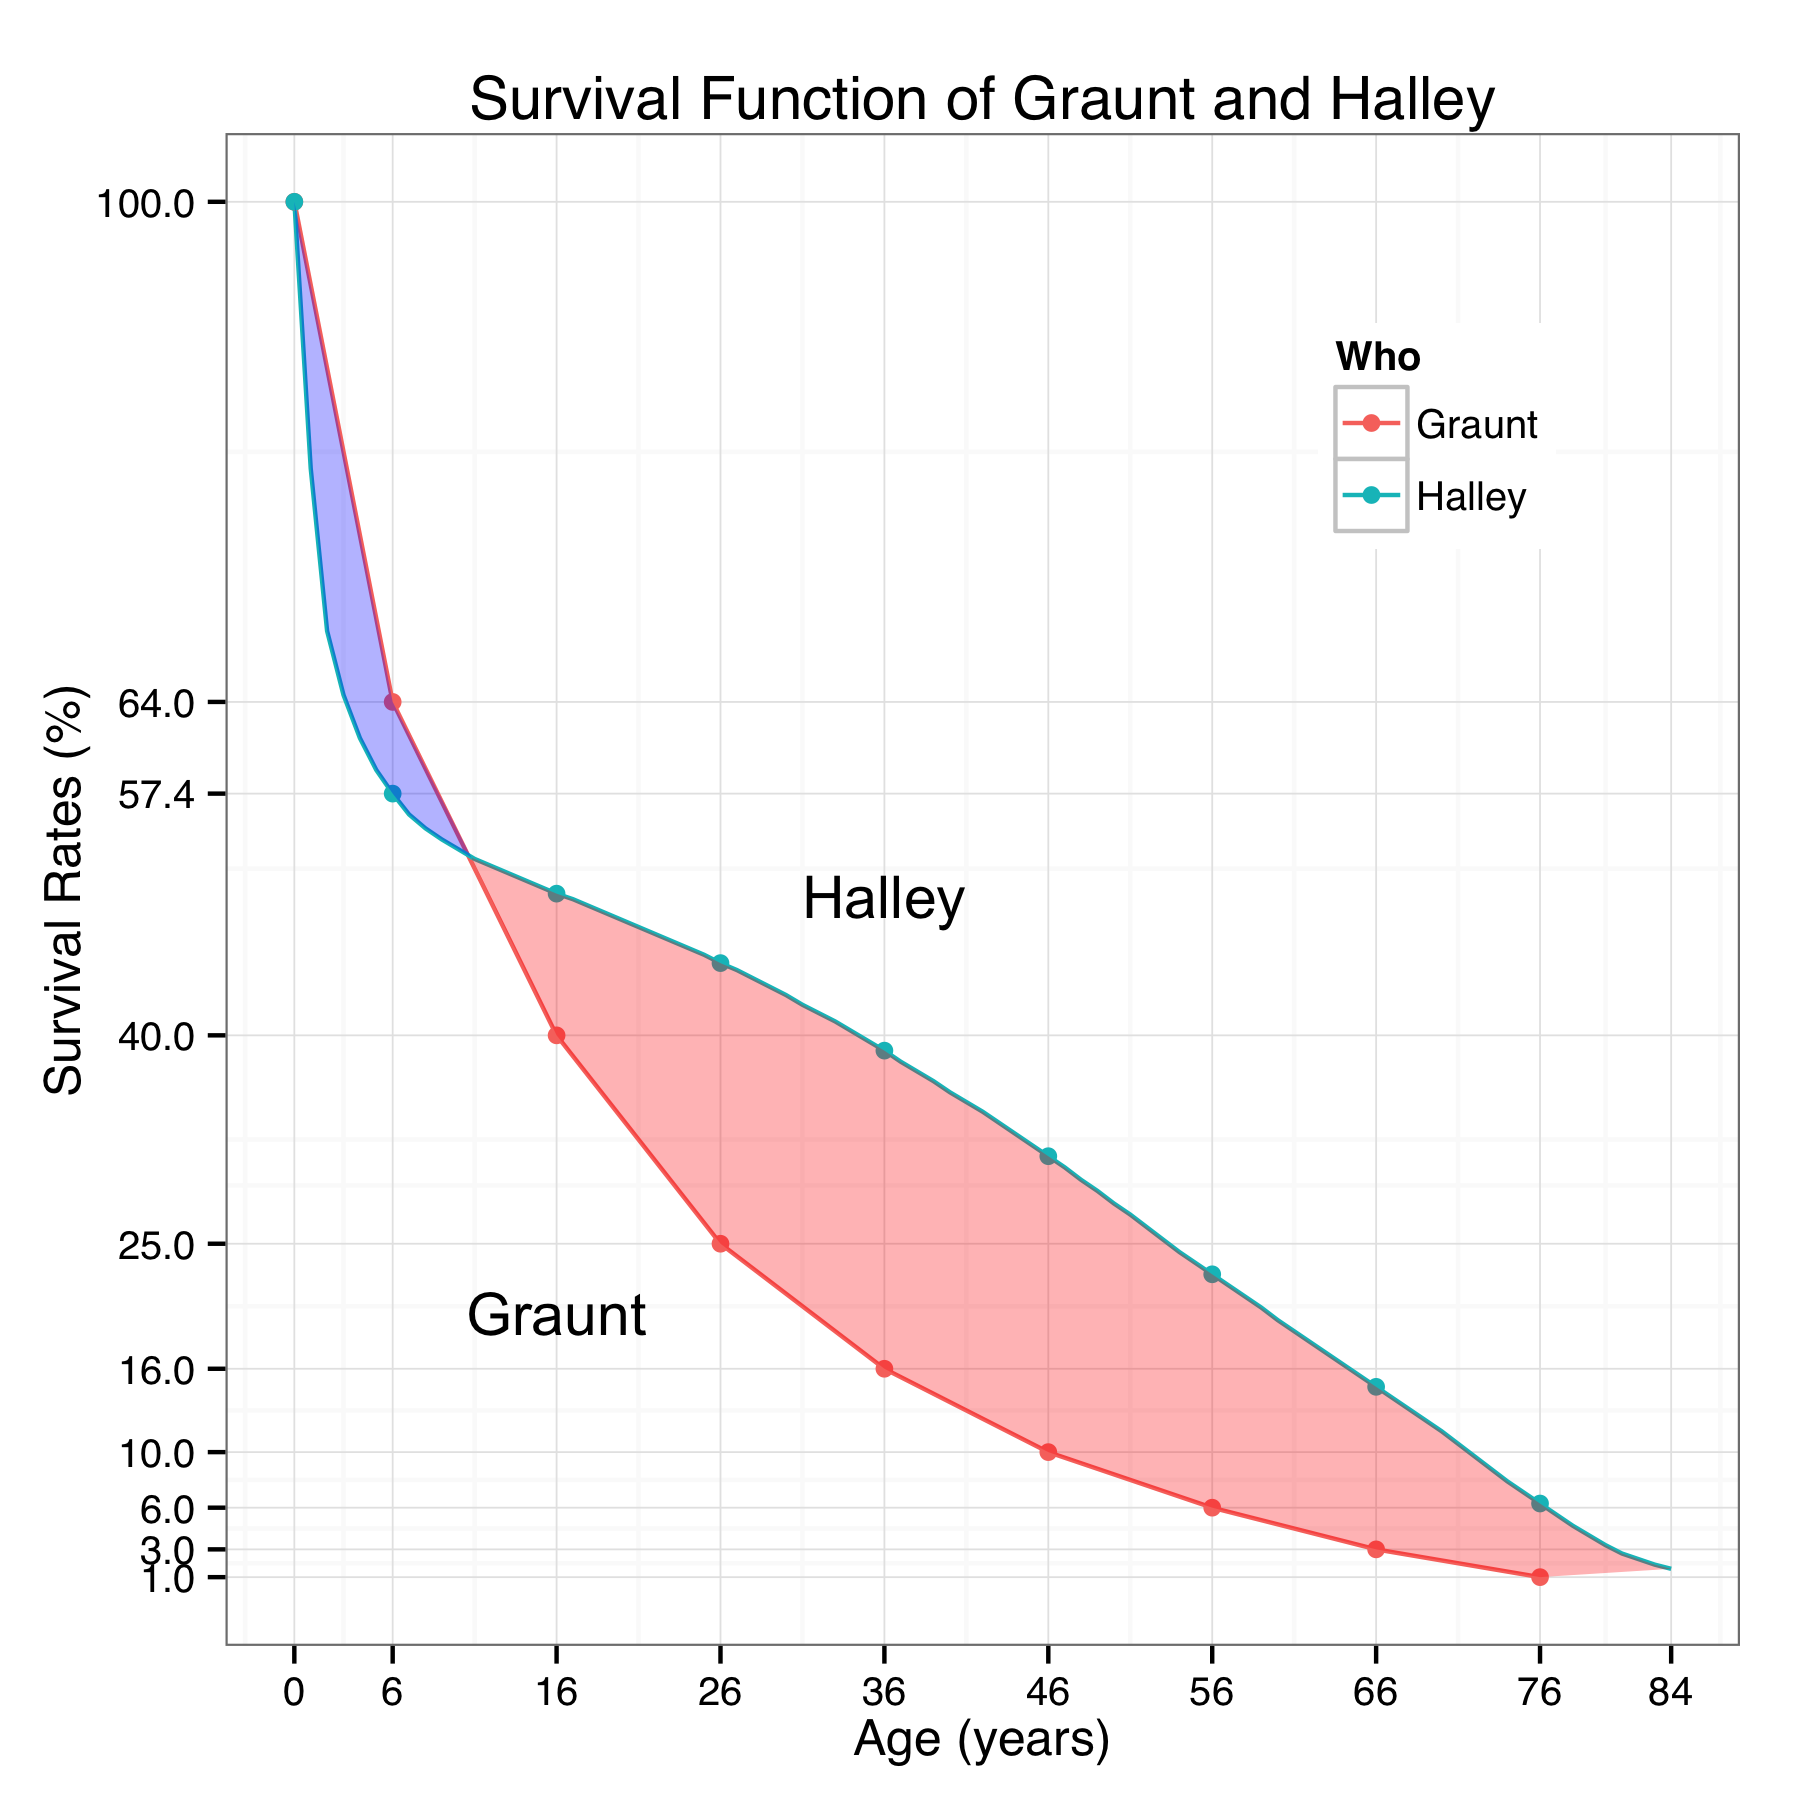 Survival Function of Graunt and Halley
100.0
64.0
57.4
40.0
25.0
16.0
10.0
6.0
3.0
1.0
Survival Rates (%)
Who
Graunt
Halley
Halley
Graunt
0 6 16 26 36 46 56 66 76 84
Age (years)